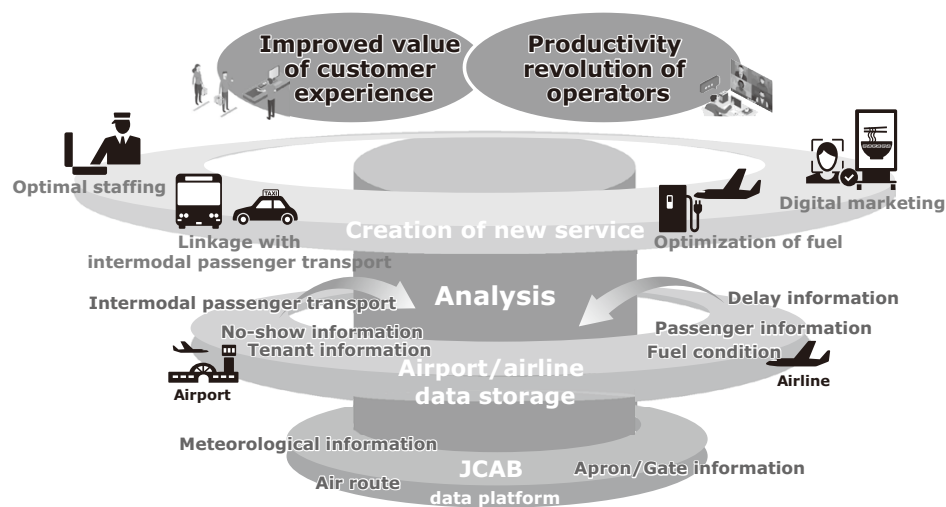 Improved value
of customer
experience
Productivity
revolution of
operators
Optimal staffing
TAXI
Linkage with
intermodal passenger transport
Creation of new service
Optimization of fuel
Digital marketing
Intermodal passenger transport
No-show information
Tenant information
Analysis
Delay information
Passenger information
Fuel condition
Airport
Airline
Airport/airline
data storage
Meteorological information
Air route
JCAB
data platform
Apron/Gate information